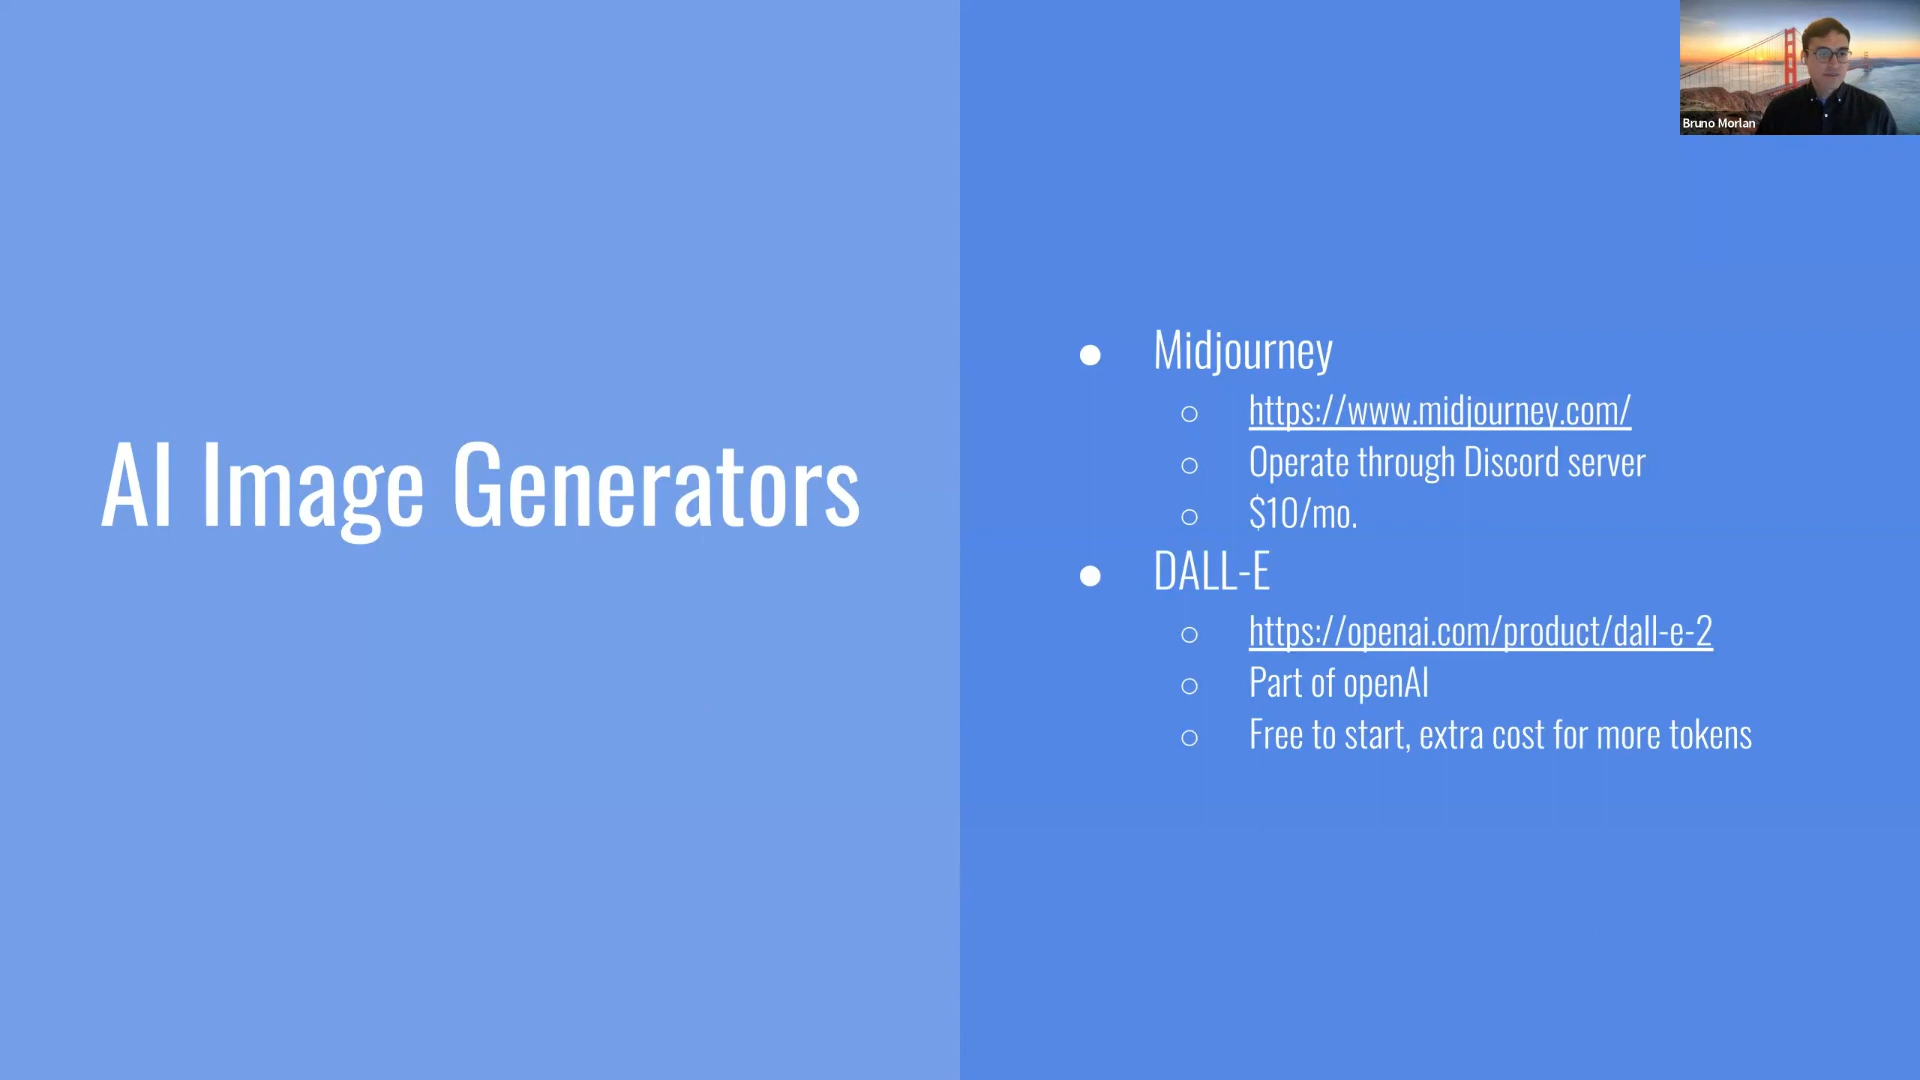 AI Image Generators
Midjourney
https://www.midjourney.com/
Operate through Discord server
$10/mo.
DALL-E
https://openai.com/product/dall-e-2
Part of openAI
Free to start, extra cost for more tokens
Bruno Morlan